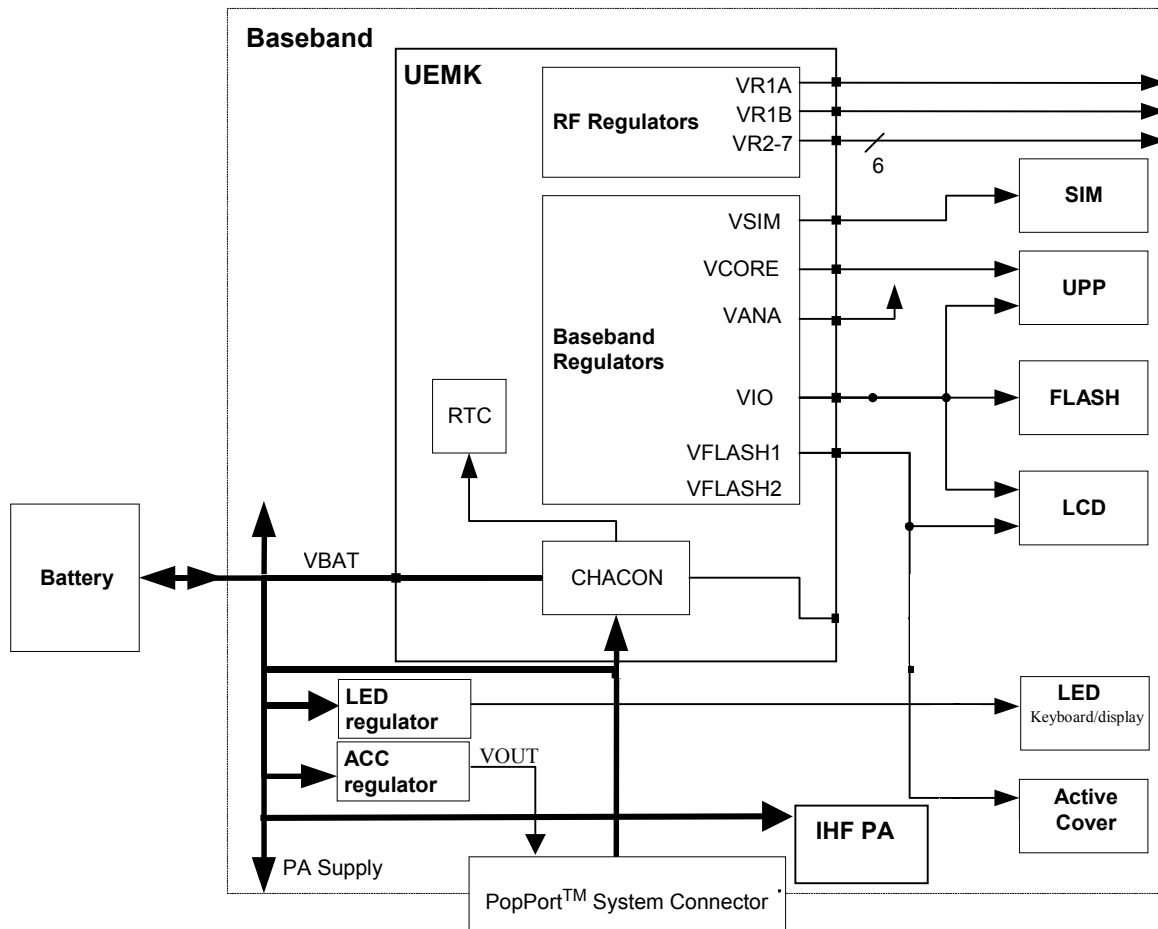 Baseband
UEMK
RF Regulators
VR1A
VR1B
VR2-7
6
SIM
VSIM
VCORE
UPP
VANA
Baseband
Regulators
VIO
FLASH
RTC
VFLASH1
VFLASH2
LCD
Battery
VBAT
CHACON
LED
regulator
LED
Keyboard/display
ACC
regulator
VOUT
Active
Cover
IHF PA
PA Supply
PopPort™ System Connector